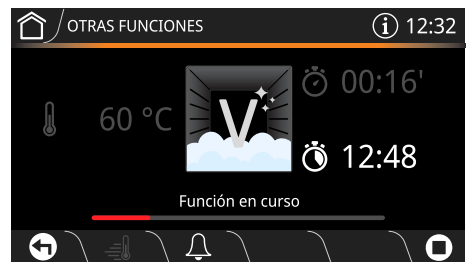 OTRAS FUNCIONES
i 12:32
60 °C
V
00:16'
12:48
Función en curso